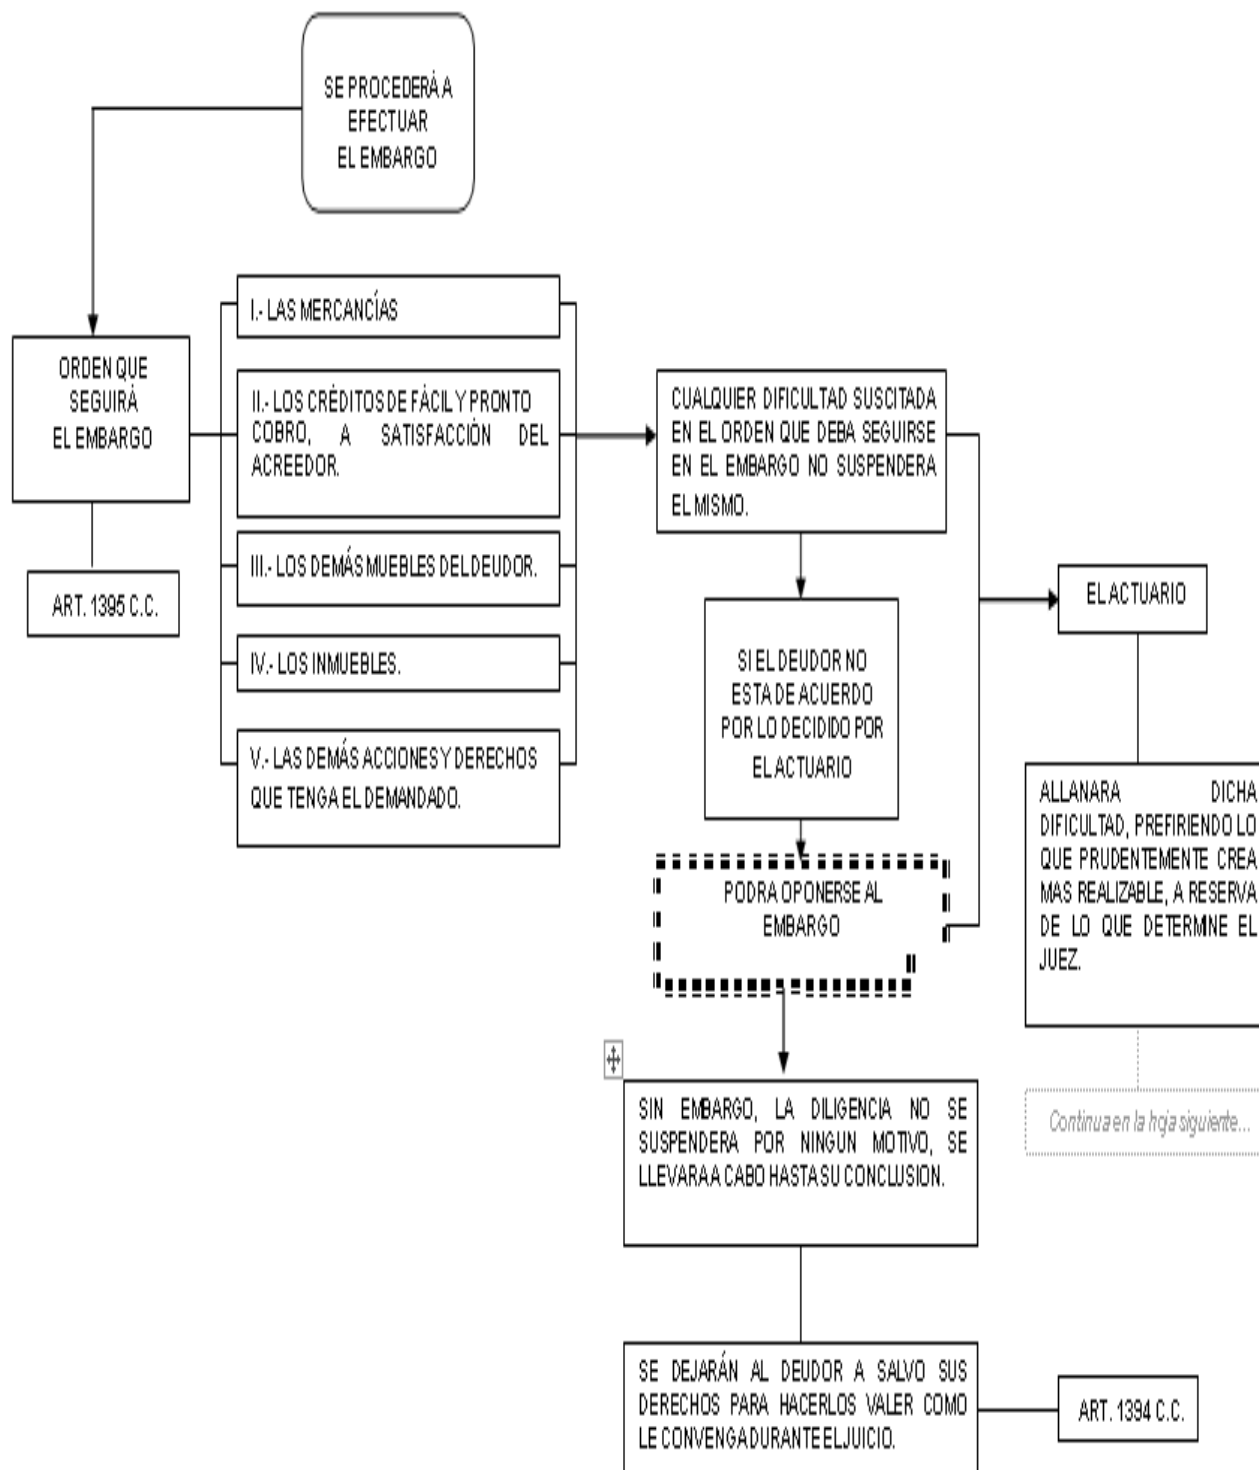 SE PROCEDERÁ A
EFECTUAR
EL EMBARGO
ORDEN QUE
SEGUIRÁ
EL EMBARGO
ART. 1395 C.C.
I.- LAS MERCANCÍAS
II.- LOS CRÉDITOS DE FÁCIL Y PRONTO
COBRO, A SATISFACCIÓN DEL
ACREEDOR.
III.- LOS DEMÁS MUEBLES DEL DEUDOR.
IV.- LOS INMUEBLES.
V.- LAS DEMÁS ACCIONES Y DERECHOS
QUE TENGA EL DEMANDADO.
CUALQUIER DIFICULTAD SUSCITADA
EN EL ORDEN QUE DEBA SEGUIRSE
EN EL EMBARGO NO SUSPENDERA
EL MISMO.
SI EL DEUDOR NO
ESTA DE ACUERDO
POR LO DECIDIDO POR
EL ACTUARIO
PODRA OPONERSE AL
EMBARGO
EL ACTUARIO
ALLANARA DICHA
DIFICULTAD, PREFIRIENDO LO
QUE PRUDENTEMENTE CREA
MAS REALIZABLE, A RESERVA
DE LO QUE DETERMINE EL
JUEZ.
Continua en la hoja siguiente...
SIN EMBARGO, LA DILIGENCIA NO SE
SUSPENDERA POR NINGUN MOTIVO, SE
LLEVARA A CABO HASTA SU CONCLUSION.
SE DEJARÁN AL DEUDOR A SALVO SUS
DERECHOS PARA HACERLOS VALER COMO
LE CONVENGA DURANTE EL JUICIO.
ART. 1394 C.C.